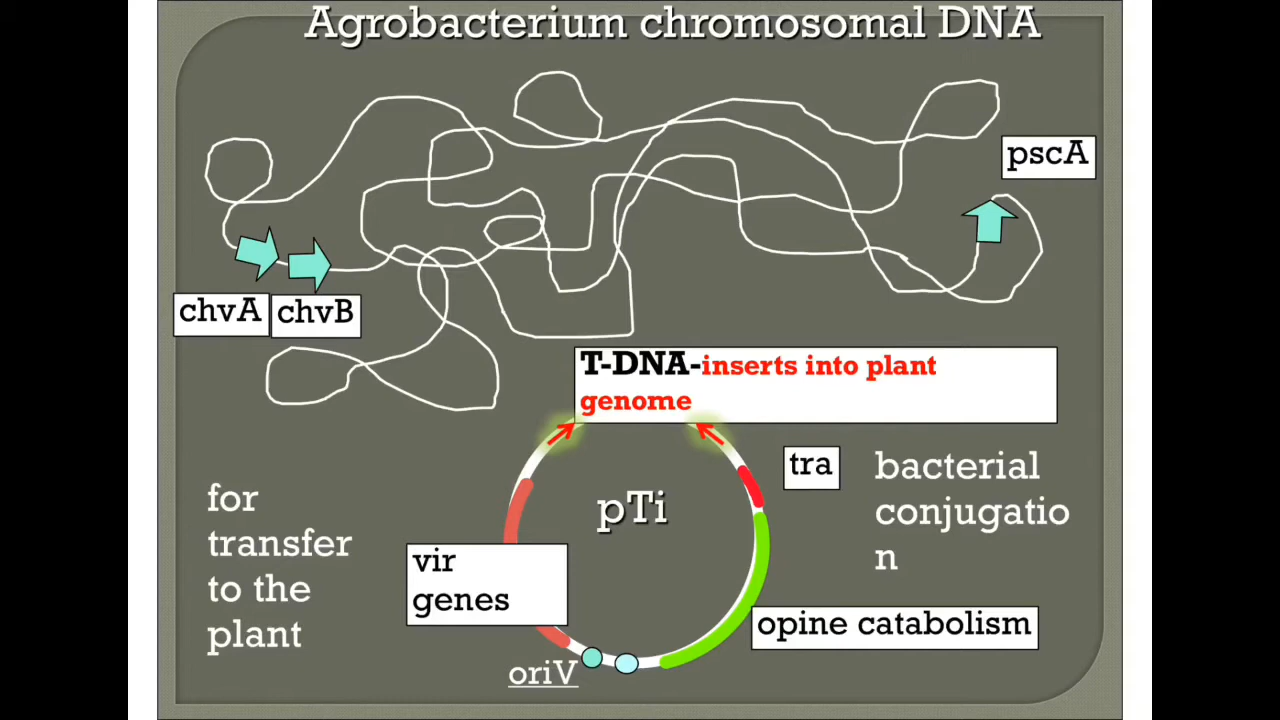 Agrobacterium chromosomal DNA
pscA
chvA
chvB
T-DNA-inserts into plant
genome
tra
bacterial
conjugatio
n
pTi
for
transfer
to the
plant
vir
genes
opine catabolism
oriV